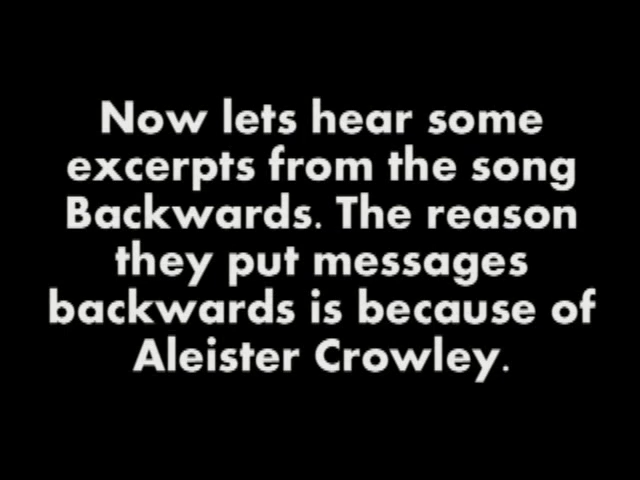 Now lets hear some
excerpts from the song
Backwards. The reason
they put messages
backwards is because of
Aleister Crowley.